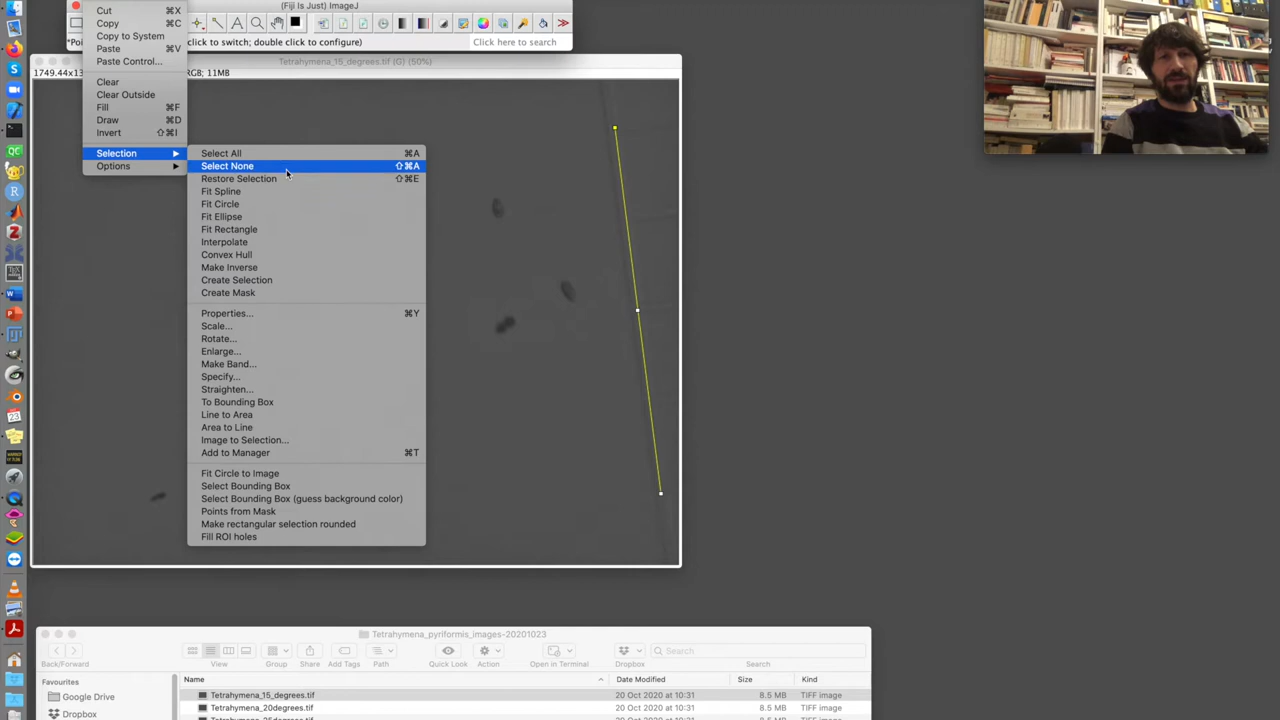 (Fiji Is Just) ImageJ
click to switch; double click to configure)
Click here to search
Tetrahymena_15_degrees.tif (G) (50%)
RGB; 11MB
Cut ⌘X
Copy ⌘C
Copy to System
Paste ⌘V
Paste Control...
Clear
Clear Outside
Fill ⌘F
Draw ⌘D
Invert ⇧⌘I
Selection
Options
Select All ⌘A
Select None ⇧⌘A
Restore Selection ⇧⌘E
Fit Spline
Fit Circle
Fit Ellipse
Fit Rectangle
Interpolate
Convex Hull
Make Inverse
Create Selection
Create Mask
Properties... ⌘Y
Scale...
Rotate...
Enlarge...
Make Band...
Specify...
Straighten...
To Bounding Box
Line to Area
Area to Line
Image to Selection...
Add to Manager ⌘T
Fit Circle to Image
Select Bounding Box
Select Bounding Box (guess background color)
Points from Mask
Make rectangular selection rounded
Fill ROI holes
Tetrahymena_pyriformis_images-20201023
Search
Back/Forward View Group Share Add Tags Path Quick Look Action Open in Terminal Dropbox Search
Favourites
Google Drive
Dropbox
Name Date Modified Size Kind
Tetrahymena_15_degrees.tif 20 Oct 2020 at 10:31 8.5 MB TIFF image
Tetrahymena_20degrees.tif 20 Oct 2020 at 10:31 8.5 MB TIFF image